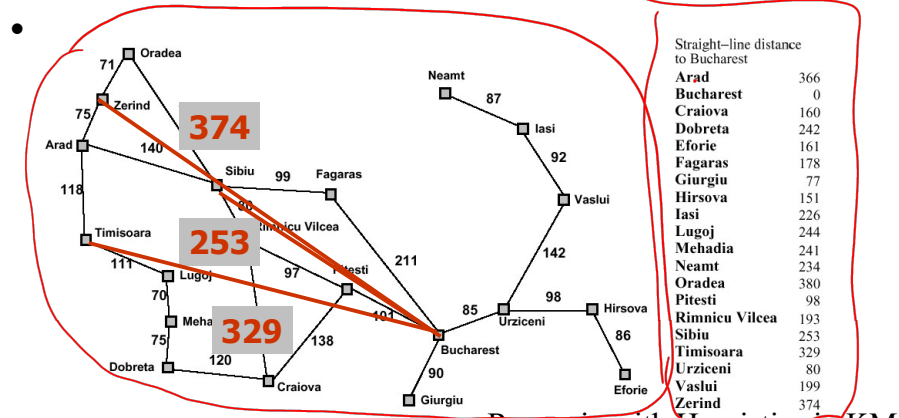 Oradea
71
Zerind
75
374
Arad
140
Sibiu
99
Fagaras
118
80
Rimnicu Vilcea
Timisoara
253
111
Lugoj
97
Pitesti
211
70
Meha
329
101
75
138
120
Dobreta
Craiova
Bucharest
90
Giurgiu
85
Urziceni
98
Hirsova
86
Eforie
142
Vaslui
92
Iasi
87
Neamt
Straight–line distance
to Bucharest
Arad 366
Bucharest 0
Craiova 160
Dobreta 242
Eforie 161
Fagaras 178
Giurgiu 77
Hirsova 151
Iasi 226
Lugoj 244
Mehadia 241
Neamt 234
Oradea 380
Pitesti 98
Rimnicu Vilcea 193
Sibiu 253
Timisoara 329
Urziceni 80
Vaslui 199
Zerind 374